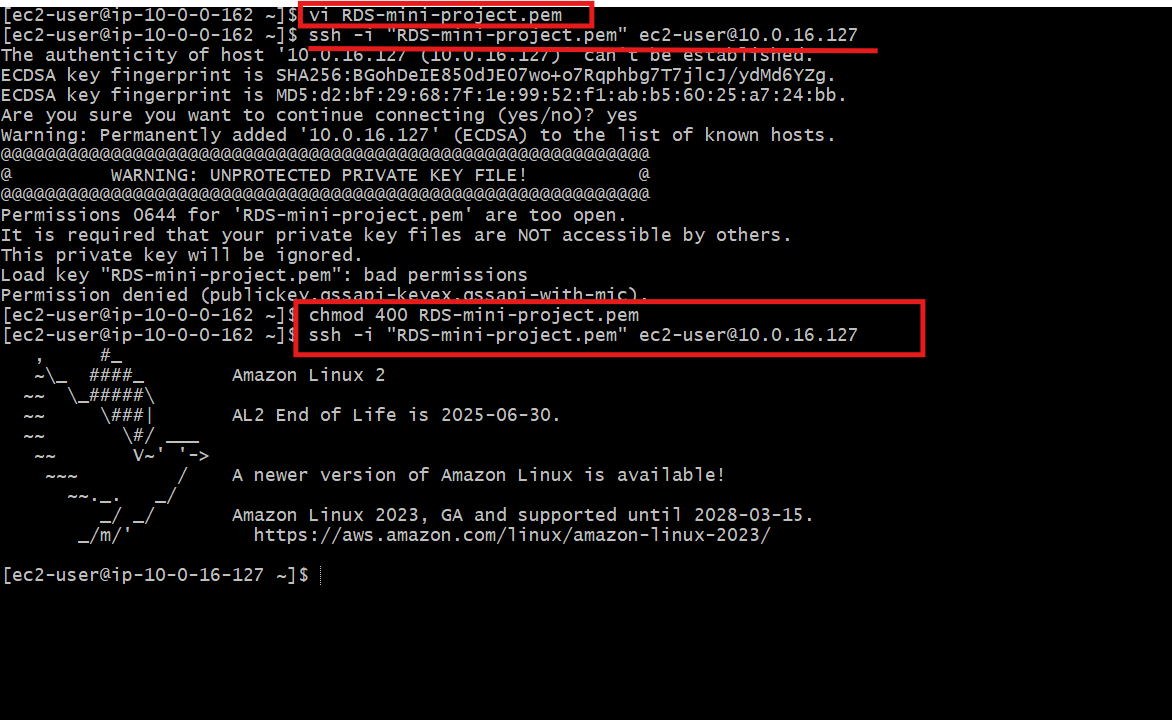 [ec2-user@ip-10-0-0-162 ~]$ vi RDS-mini-project.pem
[ec2-user@ip-10-0-0-162 ~]$ ssh -i "RDS-mini-project.pem" ec2-user@10.0.16.127
The authenticity of host '10.0.16.127 (10.0.16.127)' can't be established.
ECDSA key fingerprint is SHA256:BGohDeIE850dJE07wo+o7Rqphbg7T7jlcJ/ydMd6YZg.
ECDSA key fingerprint is MD5:d2:bf:29:68:7f:1e:99:52:f1:ab:b5:60:25:a7:24:bb.
Are you sure you want to continue connecting (yes/no)? yes
Warning: Permanently added '10.0.16.127' (ECDSA) to the list of known hosts.
@@@@@@@@@@@@@@@@@@@@@@@@@@@@@@@@@@@@@@@@@@@@@@@@@@@@@@@@@@@
@         WARNING: UNPROTECTED PRIVATE KEY FILE!          @
@@@@@@@@@@@@@@@@@@@@@@@@@@@@@@@@@@@@@@@@@@@@@@@@@@@@@@@@@@@
Permissions 0644 for 'RDS-mini-project.pem' are too open.
It is required that your private key files are NOT accessible by others.
This private key will be ignored.
Load key "RDS-mini-project.pem": bad permissions
Permission denied (publickey,gssapi-keyex,gssapi-with-mic).
[ec2-user@ip-10-0-0-162 ~]$ chmod 400 RDS-mini-project.pem
[ec2-user@ip-10-0-0-162 ~]$ ssh -i "RDS-mini-project.pem" ec2-user@10.0.16.127
   ,     #_
   ~\_  ####_        Amazon Linux 2
  ~~  \_#####\
  ~~     \###|       AL2 End of Life is 2025-06-30.
  ~~       \#/ ___
   ~~       V~' '->
    ~~~         /    A newer version of Amazon Linux is available!
      ~~._.   _/
         _/ _/       Amazon Linux 2023, GA and supported until 2028-03-15.
       _/m/'           https://aws.amazon.com/linux/amazon-linux-2023/
[ec2-user@ip-10-0-16-127 ~]$